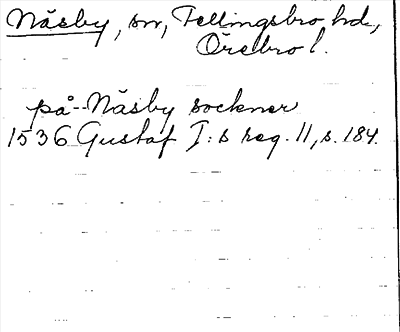 Näsby, sn, Fellingsbro hd.,
Örebro l.
på Näsby sockner
1536 Gustaf I:s reg. 11, s. 184.